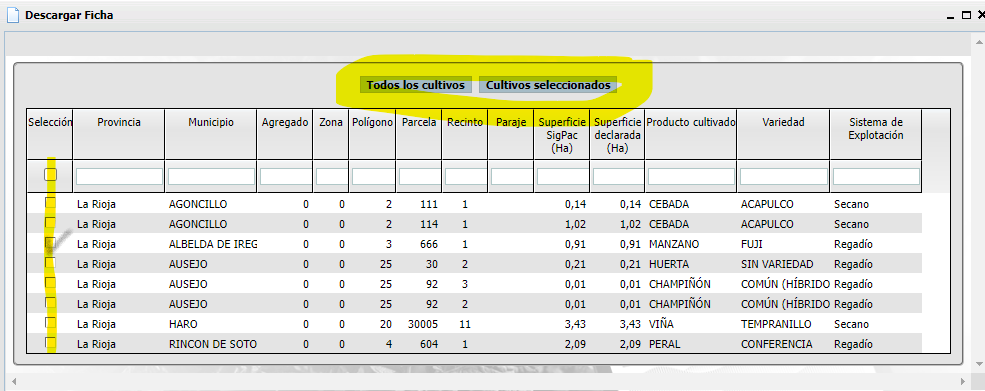 Descargar Ficha
Todos los cultivos Cultivos seleccionados
Selección Provincia Municipio Agregado Zona Polígono Parcela Recinto Paraje Superficie SigPac (Ha) Superficie declarada (Ha) Producto cultivado Variedad Sistema de Explotación
La Rioja AGONCILLO 0 0 2 111 1 0,14 0,14 CEBADA ACAPULCO Secano
La Rioja AGONCILLO 0 0 2 114 1 1,02 1,02 CEBADA ACAPULCO Secano
La Rioja ALBELDA DE IREG 0 0 3 666 1 0,91 0,91 MANZANO FUJI Regadío
La Rioja AUSEJO 0 0 25 30 2 0,21 0,21 HUERTA SIN VARIEDAD Regadío
La Rioja AUSEJO 0 0 25 92 3 0,01 0,01 CHAMPIÑÓN COMÚN (HÍBRIDO Regadío
La Rioja AUSEJO 0 0 25 92 2 0,01 0,01 CHAMPIÑÓN COMÚN (HÍBRIDO Regadío
La Rioja HARO 0 0 20 30005 11 3,43 3,43 VIÑA TEMPRANILLO Secano
La Rioja RINCON DE SOTO 0 0 4 604 1 2,09 2,09 PERAL CONFERENCIA Regadío